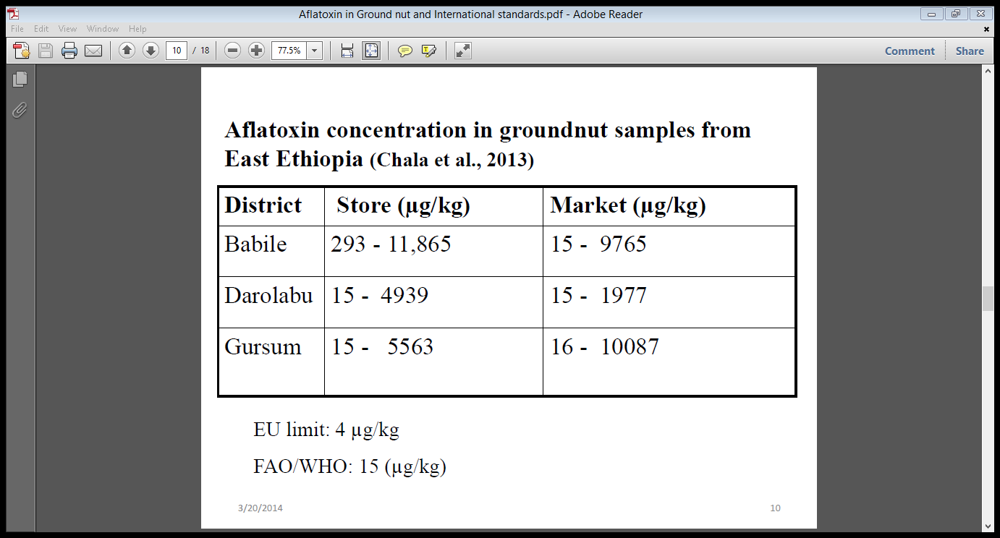 Aflatoxin in Ground nut and International standards.pdf - Adobe Reader
File Edit View Window Help
10 / 18 77.5% Comment Share
Aflatoxin concentration in groundnut samples from
East Ethiopia (Chala et al., 2013)
District Store (µg/kg) Market (µg/kg)
Babile 293 - 11,865 15 - 9765
Darolabu 15 - 4939 15 - 1977
Gursum 15 - 5563 16 - 10087
EU limit: 4 µg/kg
FAO/WHO: 15 (µg/kg)
3/20/2014 10